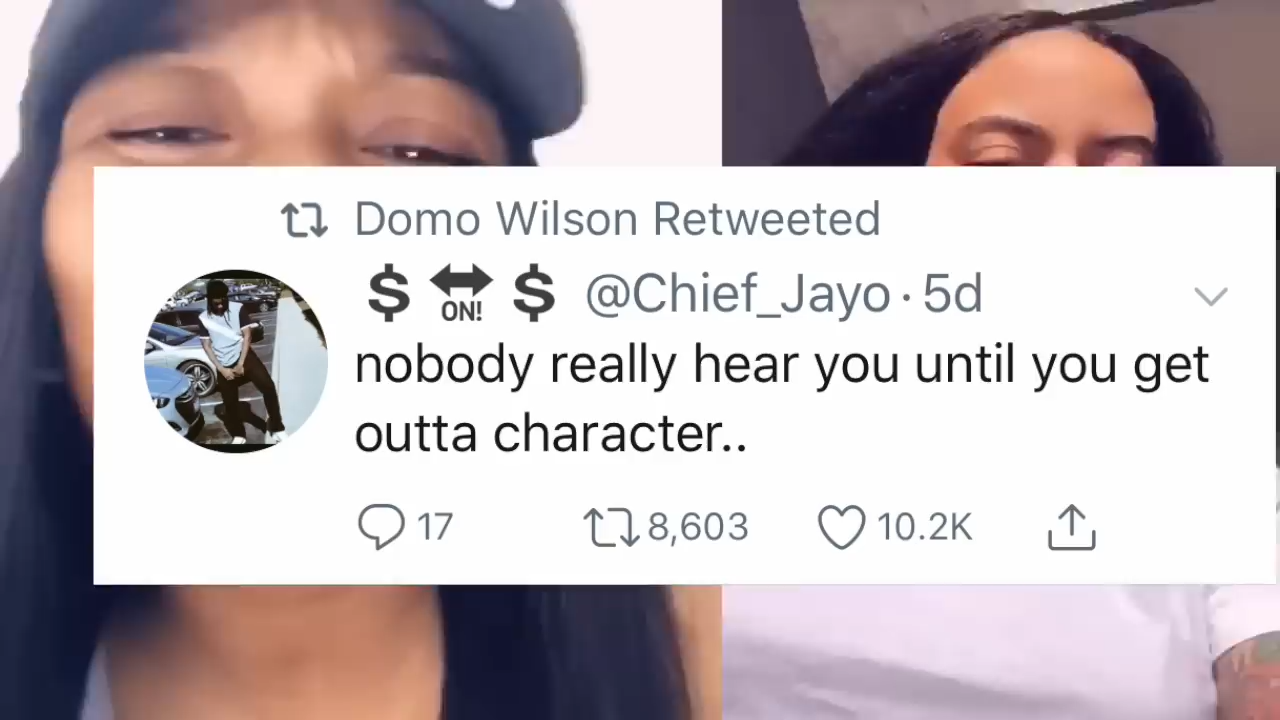 Domo Wilson Retweeted
$ ON! $ @Chief_Jayo · 5d
nobody really hear you until you get
outta character..
17 8,603 10.2K